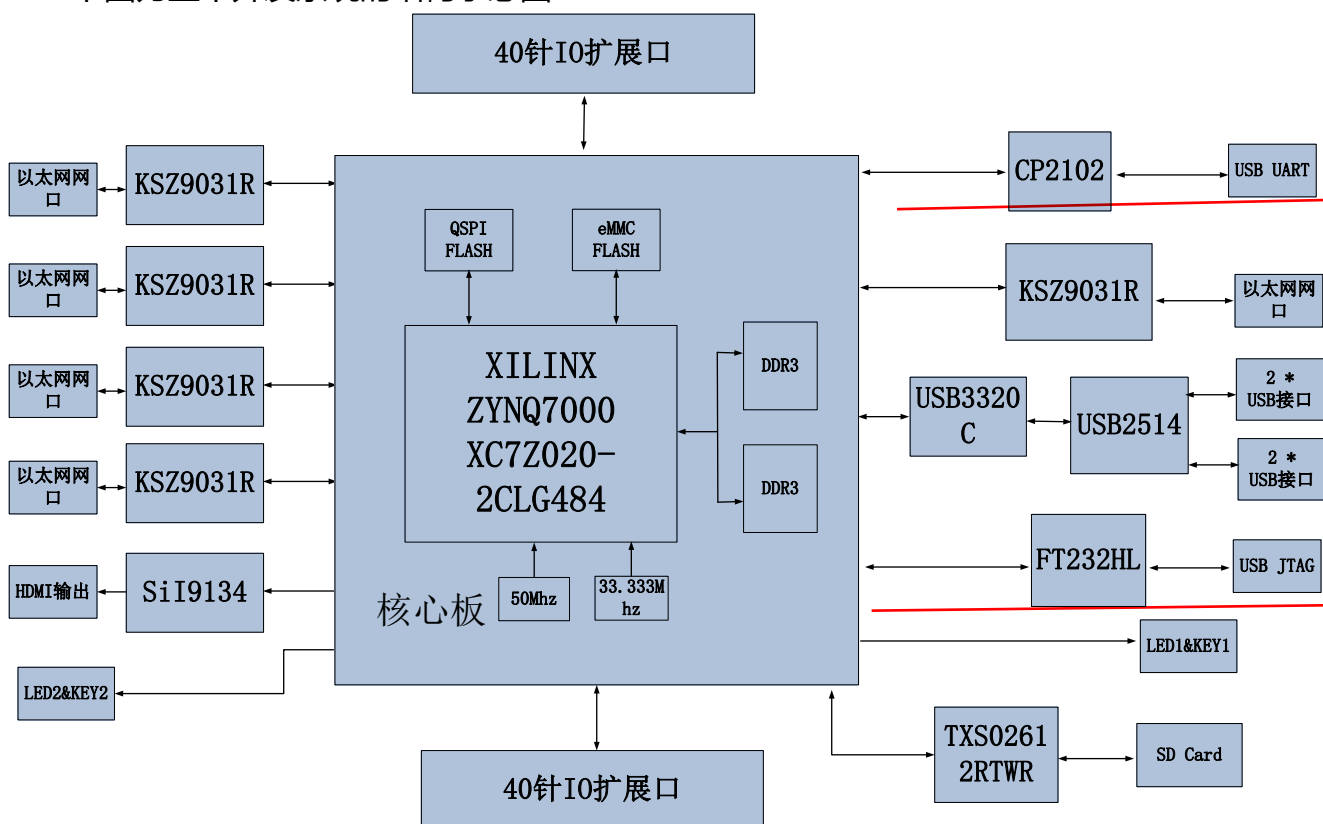 40针IO扩展口
以太网网
口
KSZ9031R
以太网网
口
KSZ9031R
以太网网
口
KSZ9031R
以太网网
口
KSZ9031R
HDMI输出
SiI9134
LED2&KEY2
QSPI
FLASH
eMMC
FLASH
XILINX
ZYNQ7000
XC7Z020-
2CLG484
DDR3
DDR3
50Mhz
33.333M
hz
核心板
CP2102
USB UART
KSZ9031R
以太网网
口
USB3320
C
USB2514
2 *
USB接口
2 *
USB接口
FT232HL
USB JTAG
LED1&KEY1
TXS0261
2RTWR
SD Card
40针IO扩展口